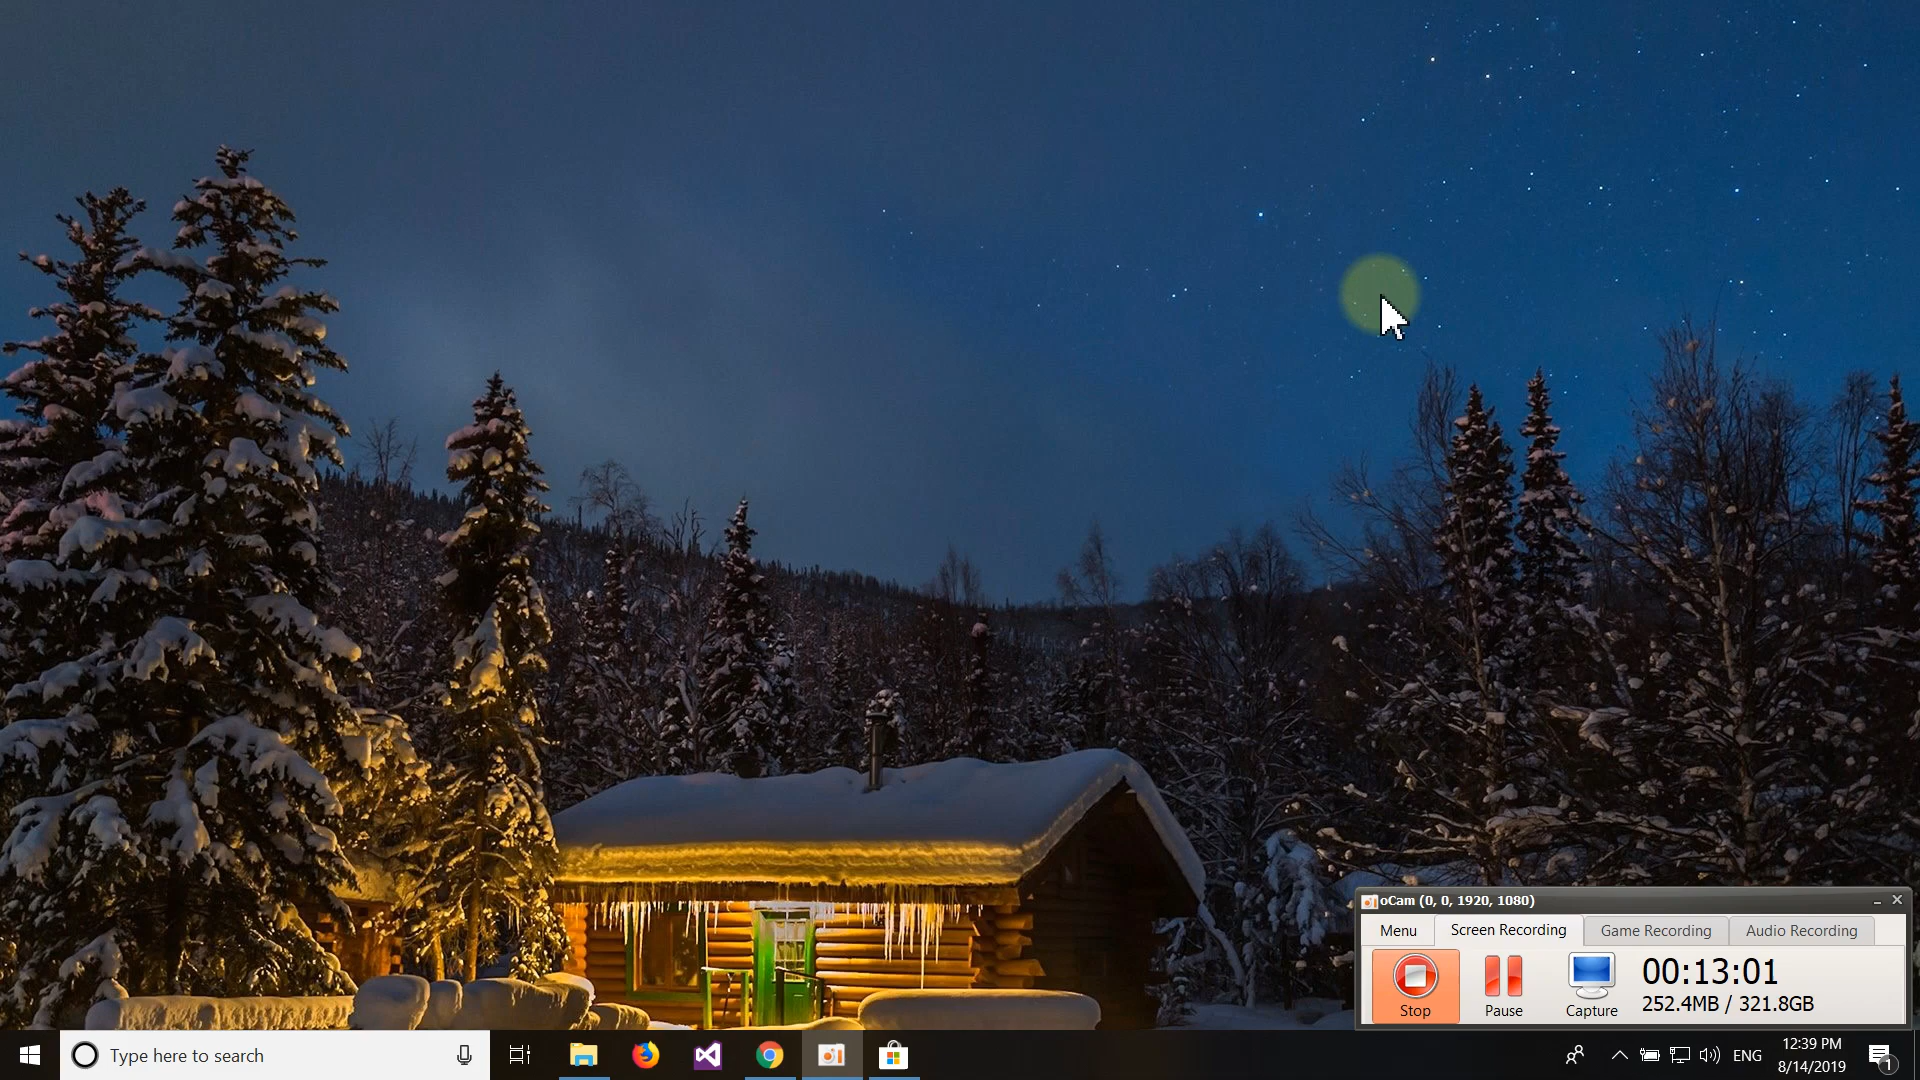 oCam (0, 0, 1920, 1080)
Menu
Screen Recording
Game Recording
Audio Recording
Stop
Pause
Capture
00:13:01
252.4MB / 321.8GB
Type here to search
ENG
12:39 PM
8/14/2019
1